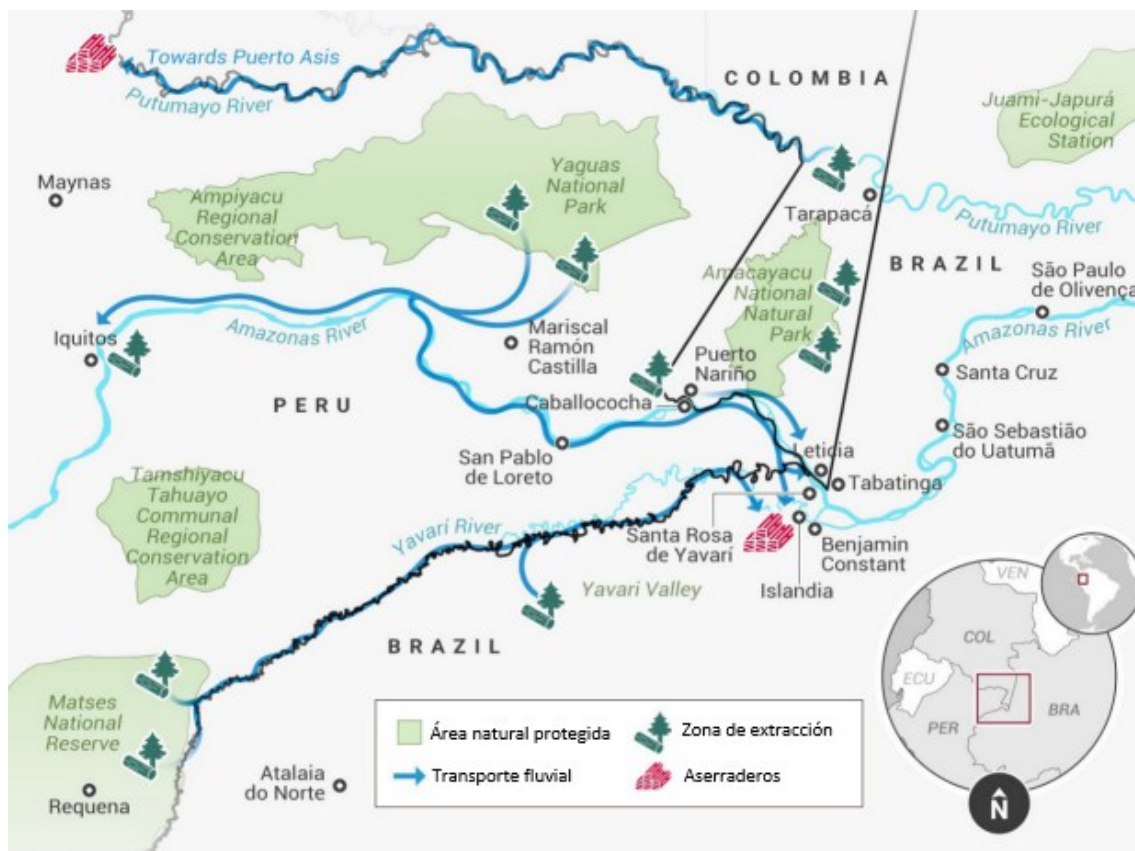 Towards Puerto Asis
Putumayo River
COLOMBIA
Juami-Japurá
Ecological
Station
Maynas
Ampiyacu
Regional
Conservation
Area
Yaguas
National
Park
Tarapacá
Putumayo River
BRAZIL
Amacayacu
National
Natural
Park
São Paulo
de Olivença
Amazonas River
Iquitos
Amazonas River
Mariscal
Ramón
Castilla
Puerto
Nariño
Caballococha
Santa Cruz
PERU
São Sebastião
do Uatumã
San Pablo
de Loreto
Leticia
Tabatinga
Tamshiyacu
Tahuayo
Communal
Regional
Conservation
Area
Yavarí River
Santa Rosa
de Yavarí
Benjamin
Constant
Islandia
Yavari Valley
BRAZIL
Matses
National
Reserve
Requena
Atalaia
do Norte
Área natural protegida
Zona de extracción
Transporte fluvial
Aserraderos
VEN
COL
ECU
PER
BRA
N